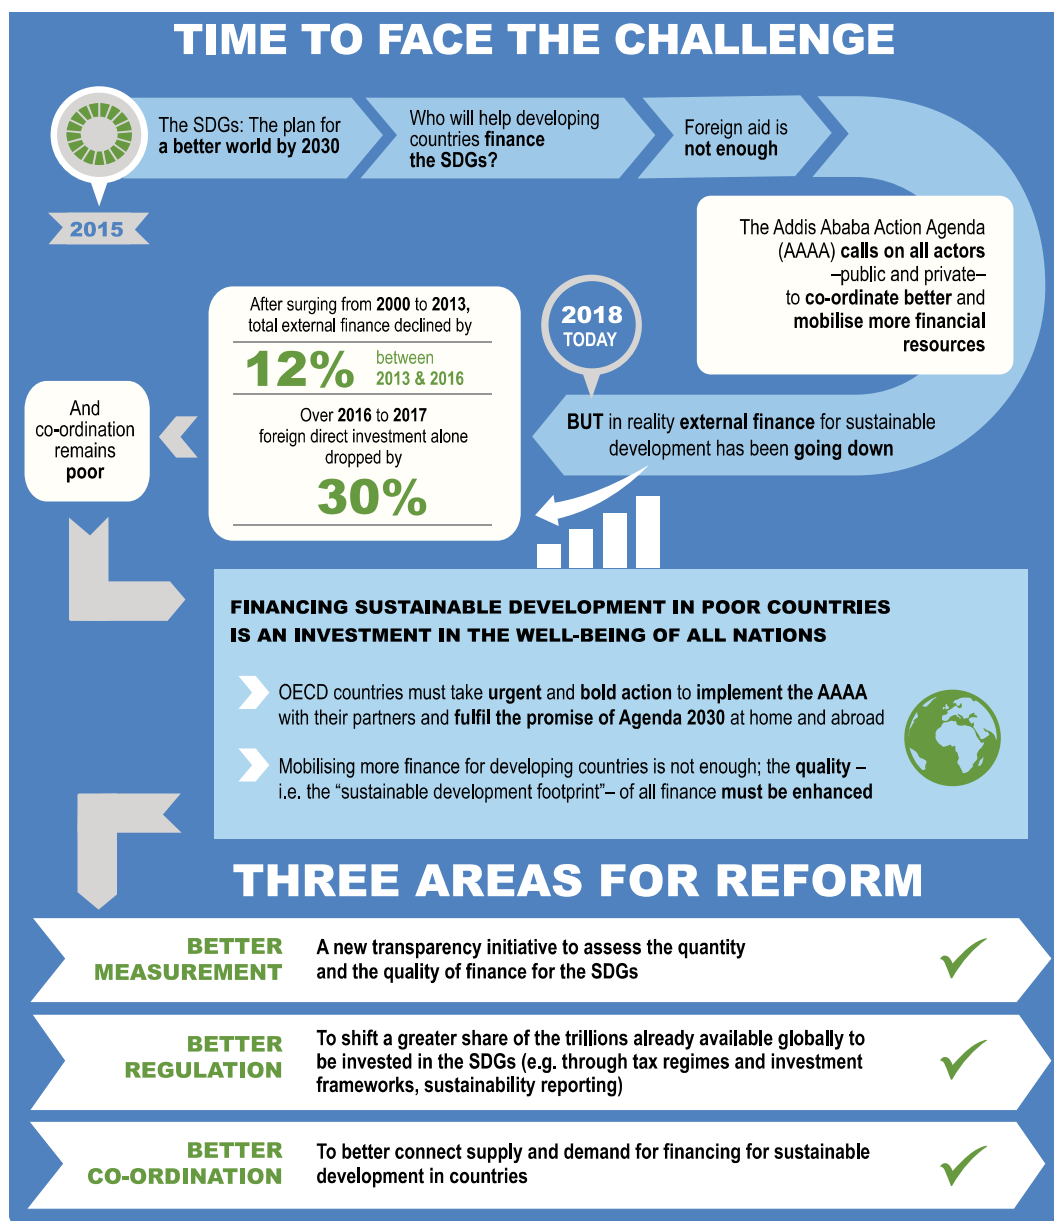 TIME TO FACE THE CHALLENGE
The SDGs: The plan for
a better world by 2030
Who will help developing
countries finance
the SDGs?
Foreign aid is
not enough
2015
The Addis Ababa Action Agenda
(AAAA) calls on all actors
–public and private–
to co-ordinate better and
mobilise more financial
resources
2018
TODAY
BUT in reality external finance for sustainable
development has been going down
After surging from 2000 to 2013,
total external finance declined by
12% between
2013 & 2016
Over 2016 to 2017
foreign direct investment alone
dropped by
30%
And
co-ordination
remains
poor
FINANCING SUSTAINABLE DEVELOPMENT IN POOR COUNTRIES
IS AN INVESTMENT IN THE WELL-BEING OF ALL NATIONS
OECD countries must take urgent and bold action to implement the AAAA
with their partners and fulfil the promise of Agenda 2030 at home and abroad
Mobilising more finance for developing countries is not enough; the quality –
i.e. the “sustainable development footprint”– of all finance must be enhanced
THREE AREAS FOR REFORM
BETTER
MEASUREMENT
A new transparency initiative to assess the quantity
and the quality of finance for the SDGs
BETTER
REGULATION
To shift a greater share of the trillions already available globally to
be invested in the SDGs (e.g. through tax regimes and investment
frameworks, sustainability reporting)
BETTER
CO-ORDINATION
To better connect supply and demand for financing for sustainable
development in countries